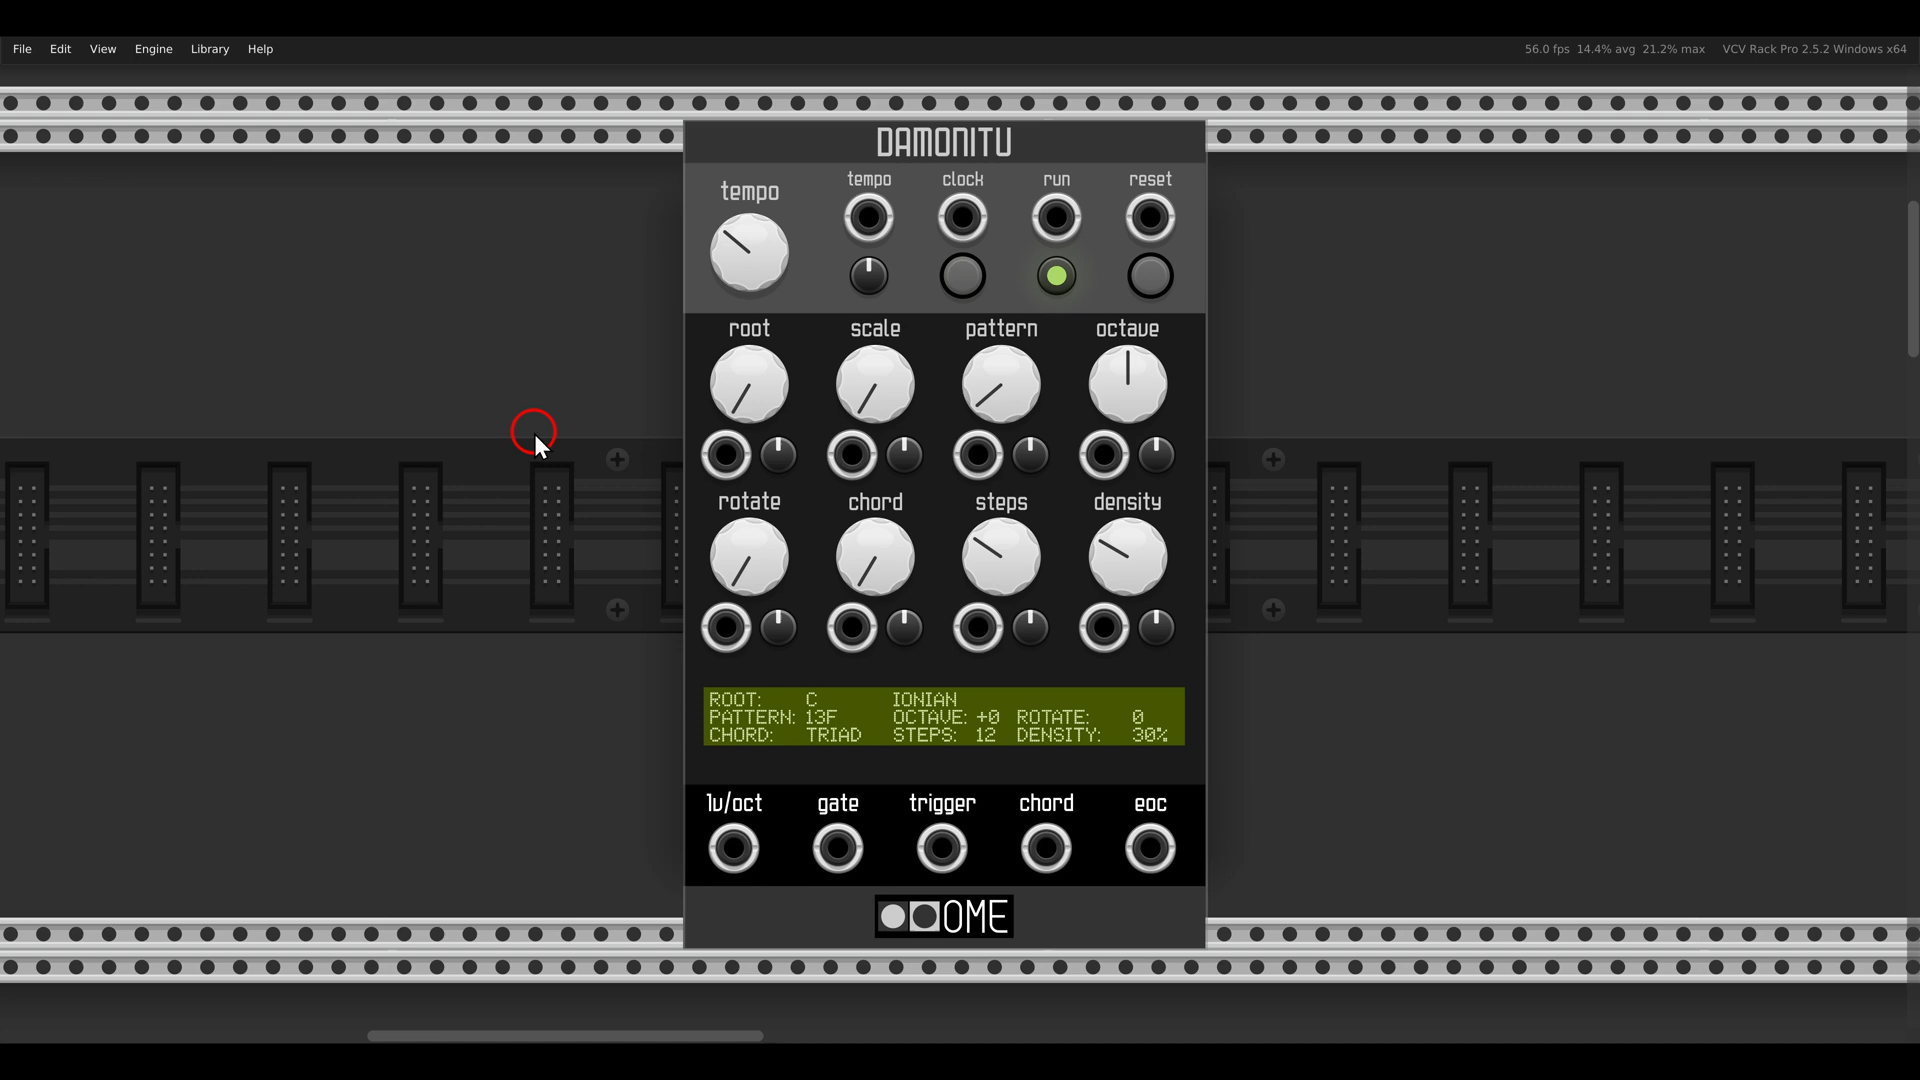 File Edit View Engine Library Help 56.0 fps 14.4% avg 21.2% max VCV Rack Pro 2.5.2 Windows x64
DAMONITU
tempo tempo clock run reset
root scale pattern octave
rotate chord steps density
ROOT: C IONIAN
PATTERN: 13F OCTAVE: +0 ROTATE: 0
CHORD: TRIAD STEPS: 12 DENSITY: 30%
1v/oct gate trigger chord eoc
OME